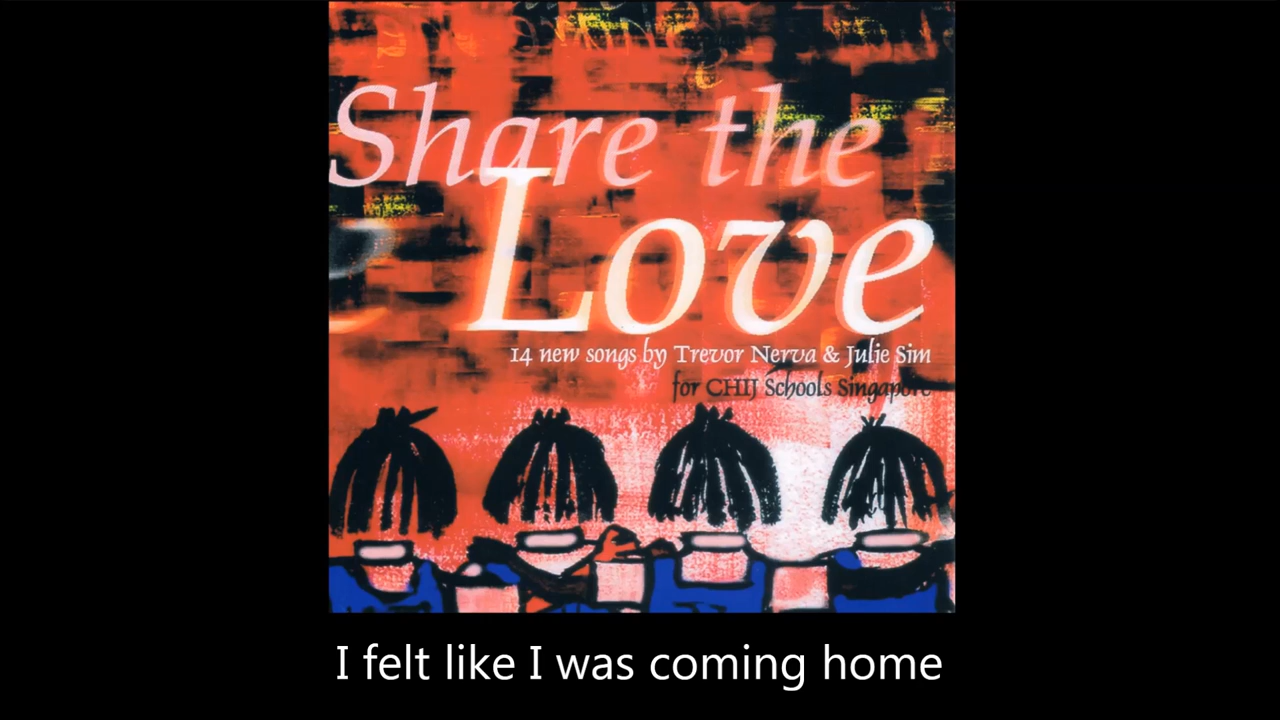 Share the
Love
14 new songs by Trevor Nerva & Julie Sim
for CHIJ Schools Singapore
I felt like I was coming home